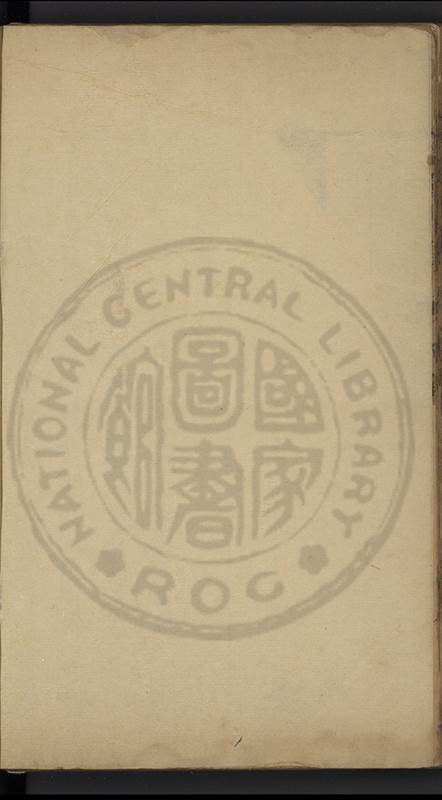 NATIONAL CENTRAL LIBRARY
國家
圖書
館
ROC